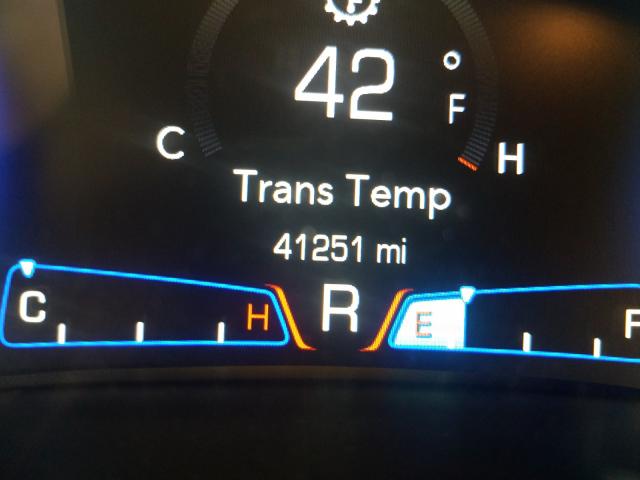 42 °F
C H
Trans Temp
41251 mi
C H R E F